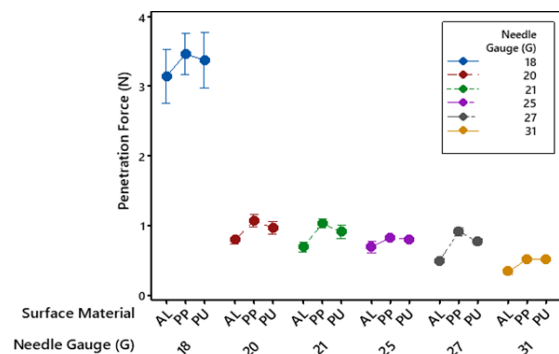 Needle
Gauge (G)
18
20
21
25
27
31
Penetration Force (N)
4
3
2
1
0
Surface Material AL PP PU AL PP PU AL PP PU AL PP PU AL PP PU AL PP PU
Needle Gauge (G) 18 20 21 25 27 31